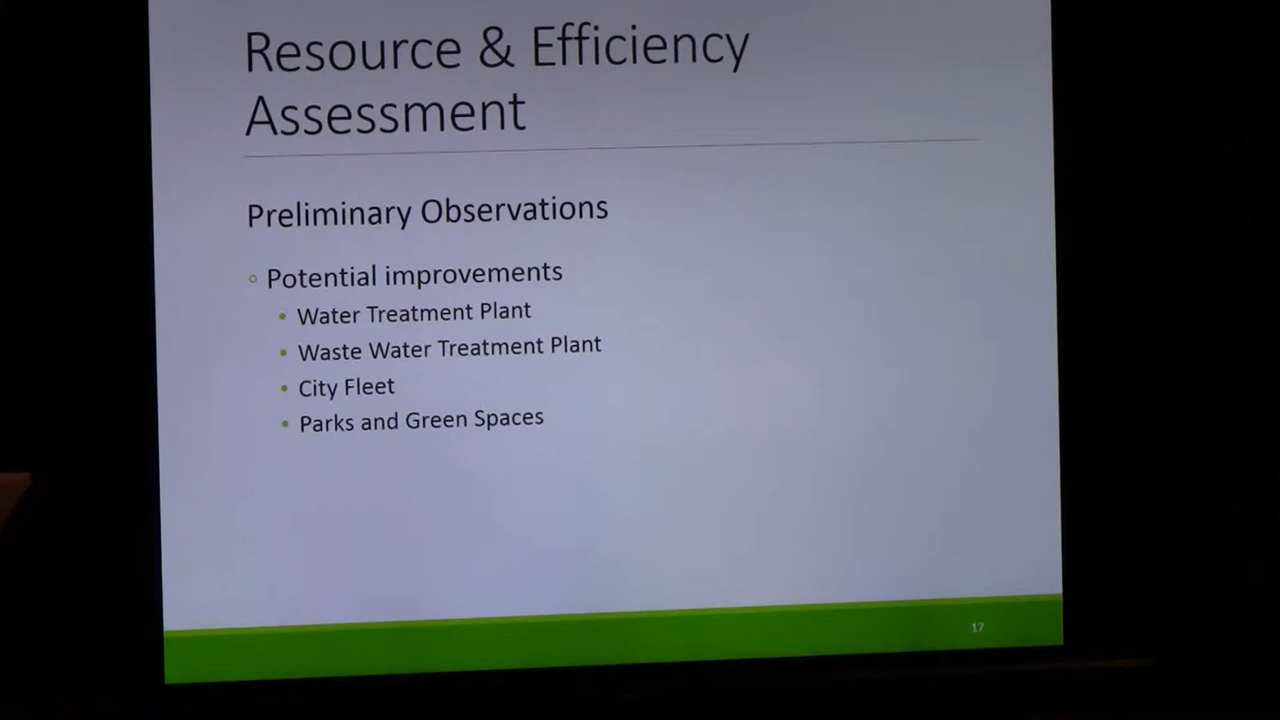 Resource & Efficiency
Assessment
Preliminary Observations
◦ Potential improvements
• Water Treatment Plant
• Waste Water Treatment Plant
• City Fleet
• Parks and Green Spaces
17